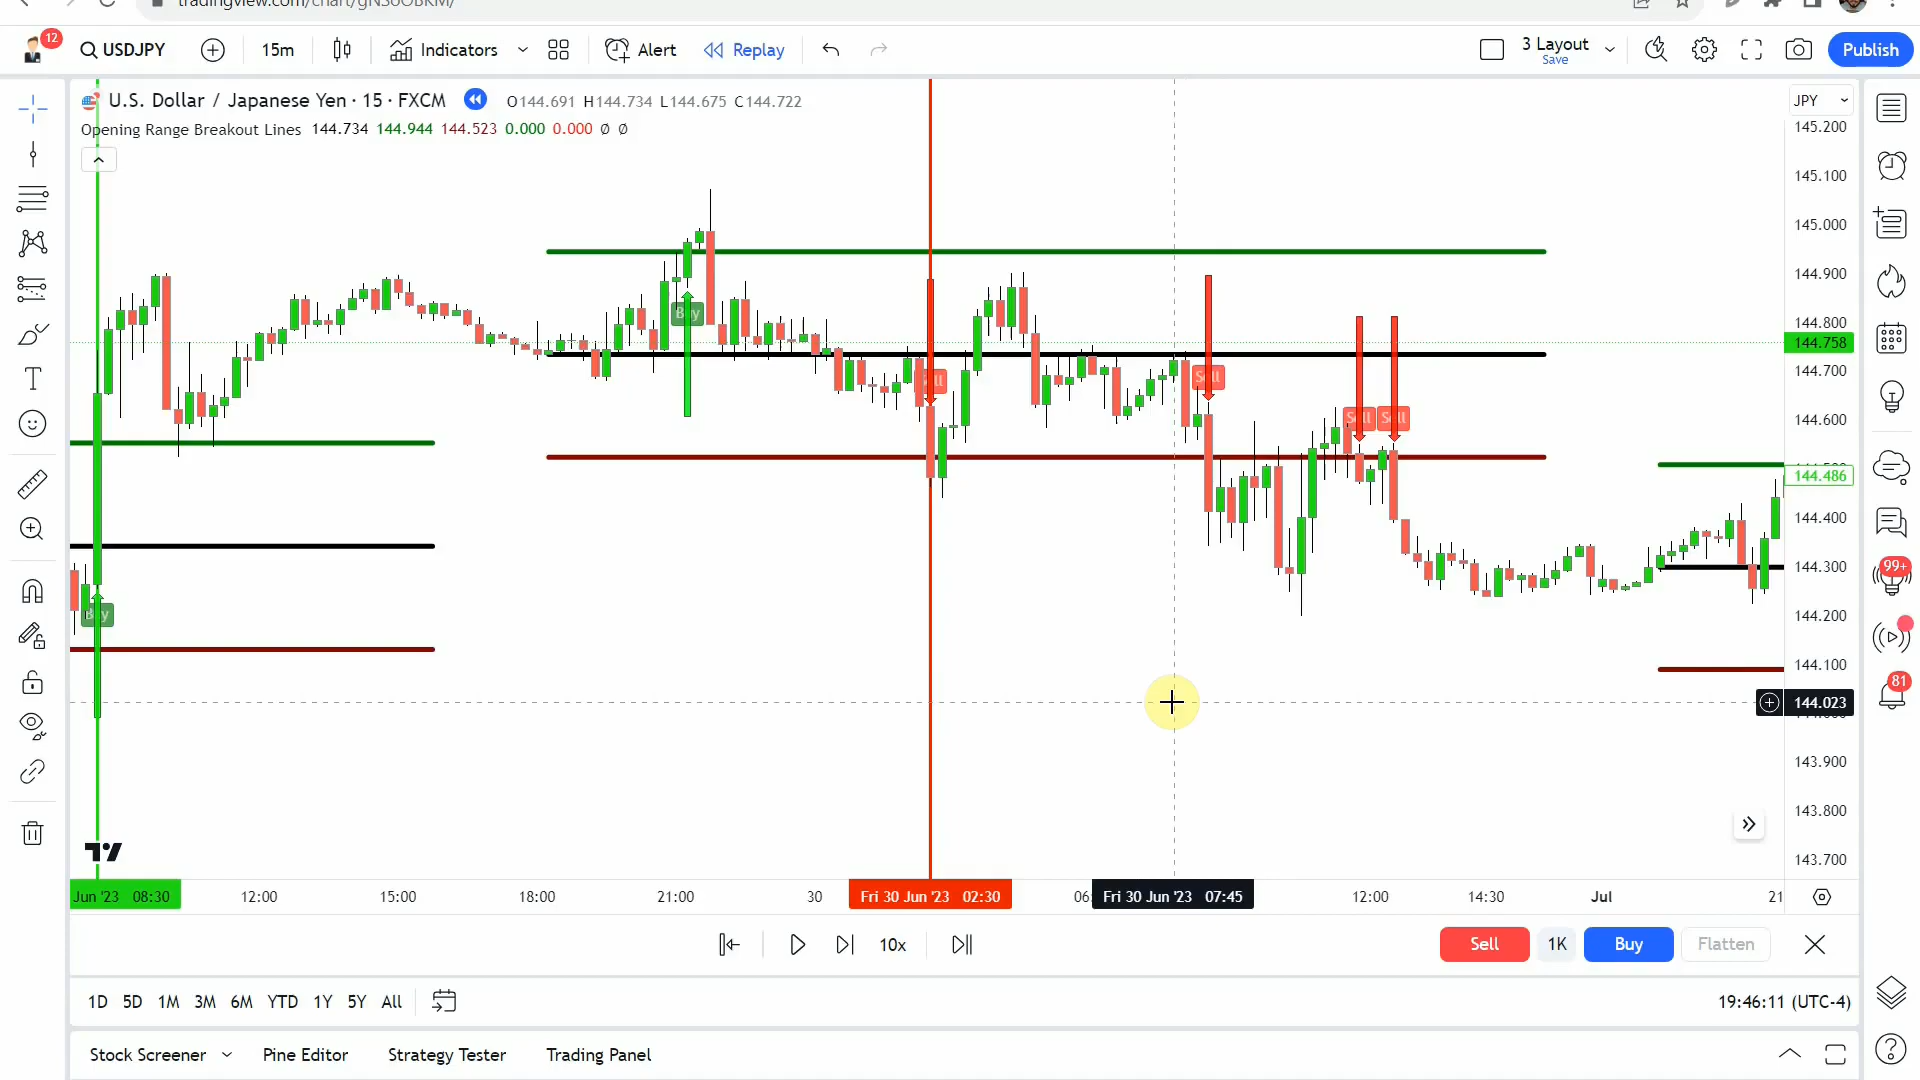 tradingview.com/chart/gNSoOBKM/
12
USDJPY
15m
Indicators
Alert
Replay
3 Layout
Save
Publish
U.S. Dollar / Japanese Yen · 15 · FXCM
O144.691 H144.734 L144.675 C144.722
JPY
Opening Range Breakout Lines 144.734 144.944 144.523 0.000 0.000 Ø Ø
145.200
145.100
145.000
144.900
144.800
144.758
144.700
144.600
144.486
144.400
144.300
144.200
144.100
144.023
143.900
143.800
143.700
Buy
Buy
Sell
Sell
Sell
Sell
99+
81
Jun '23 08:30
12:00
15:00
18:00
21:00
30
Fri 30 Jun '23 02:30
06:
Fri 30 Jun '23 07:45
12:00
14:30
Jul
21
10x
Sell
1K
Buy
Flatten
1D 5D 1M 3M 6M YTD 1Y 5Y All
19:46:11 (UTC-4)
Stock Screener
Pine Editor
Strategy Tester
Trading Panel